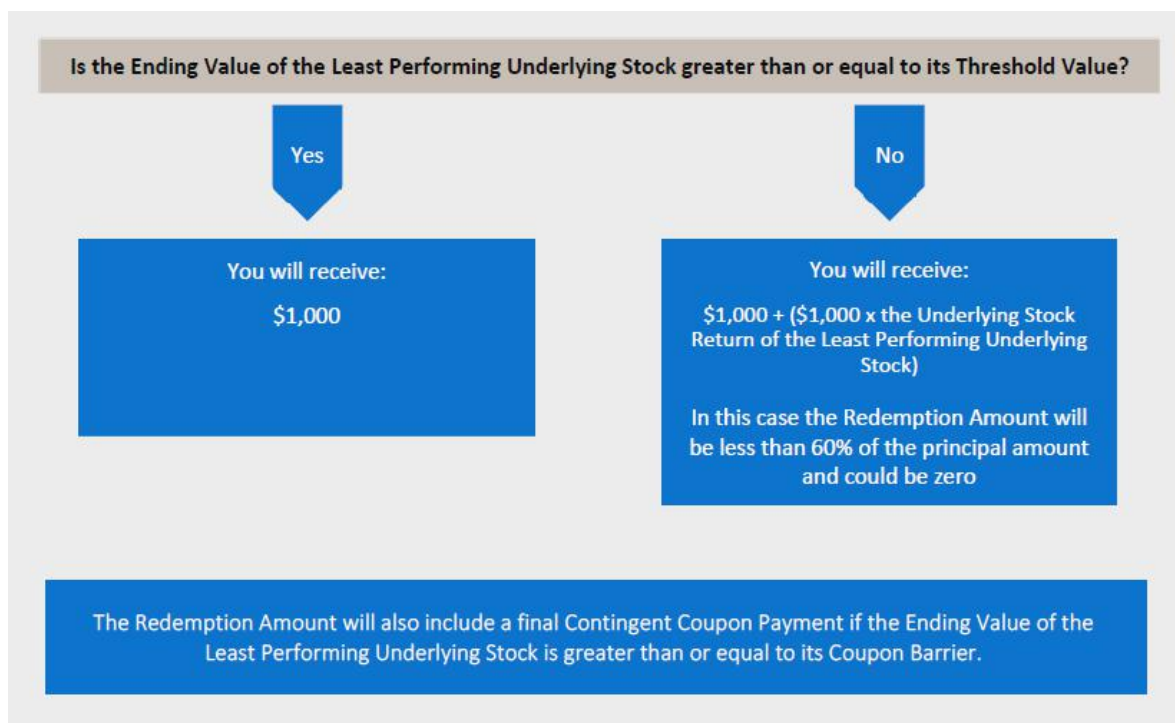 Is the Ending Value of the Least Performing Underlying Stock greater than or equal to its Threshold Value?
Yes
No
You will receive:
$1,000
You will receive:
$1,000 + ($1,000 x the Underlying Stock
Return of the Least Performing Underlying
Stock)
In this case the Redemption Amount will
be less than 60% of the principal amount
and could be zero
The Redemption Amount will also include a final Contingent Coupon Payment if the Ending Value of the
Least Performing Underlying Stock is greater than or equal to its Coupon Barrier.